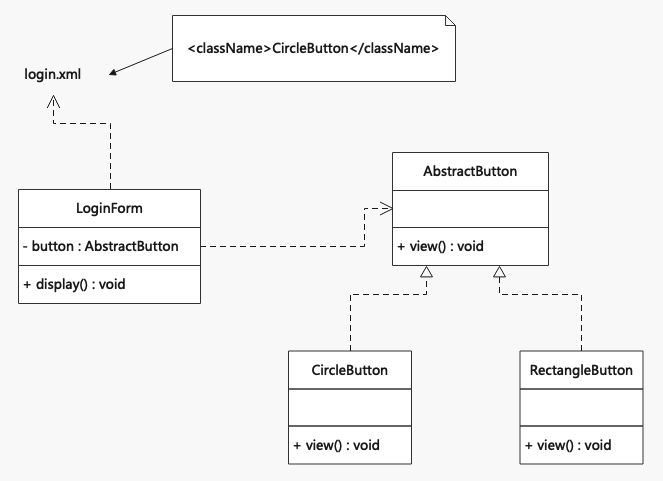 <className>CircleButton</className>
login.xml
AbstractButton
+ view() : void
LoginForm
- button : AbstractButton
+ display() : void
CircleButton
+ view() : void
RectangleButton
+ view() : void